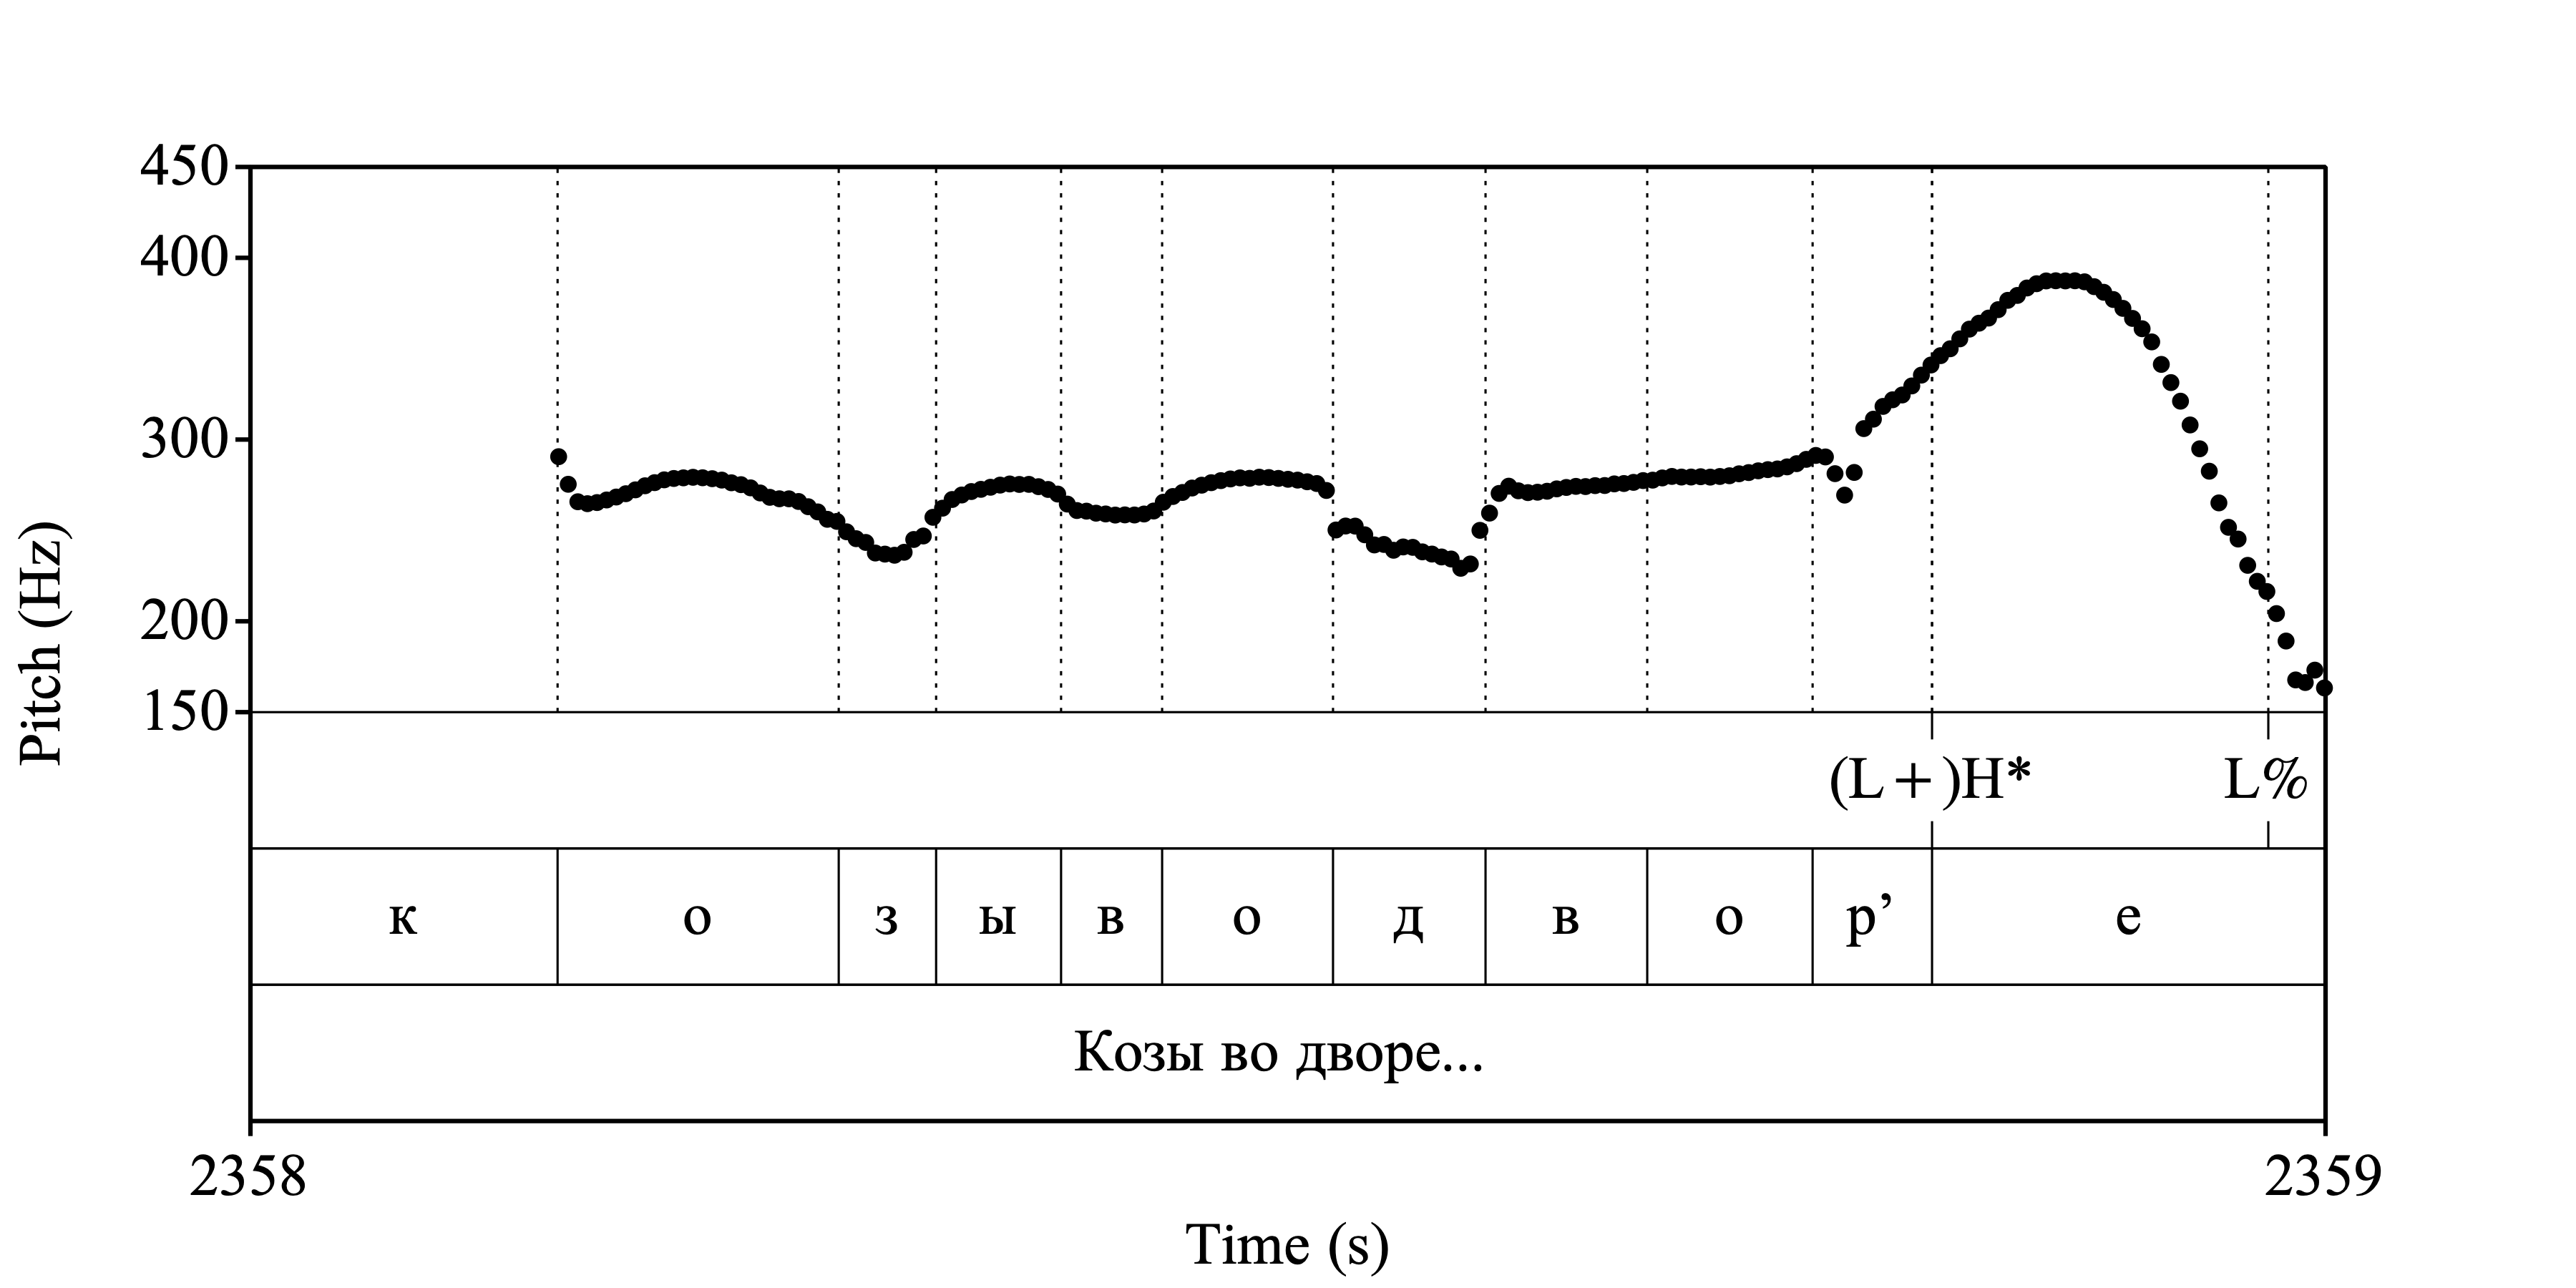 450
400
300
200
150
Pitch (Hz)
(L+)H* L%
к о з ы в о д в о р’ е
Козы во дворе...
2358 2359
Time (s)